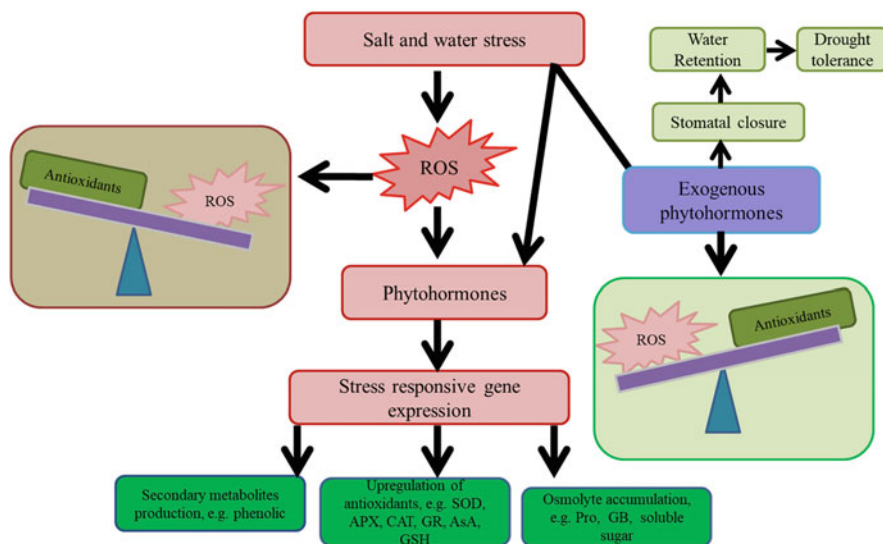 Salt and water stress
Water
Retention
Drought
tolerance
Stomatal closure
ROS
Antioxidants
ROS
Exogenous
phytohormones
Phytohormones
ROS
Antioxidants
Stress responsive gene
expression
Secondary metabolites
production, e.g. phenolic
Upregulation of
antioxidants, e.g. SOD,
APX, CAT, GR, AsA,
GSH
Osmolyte accumulation,
e.g. Pro, GB, soluble
sugar